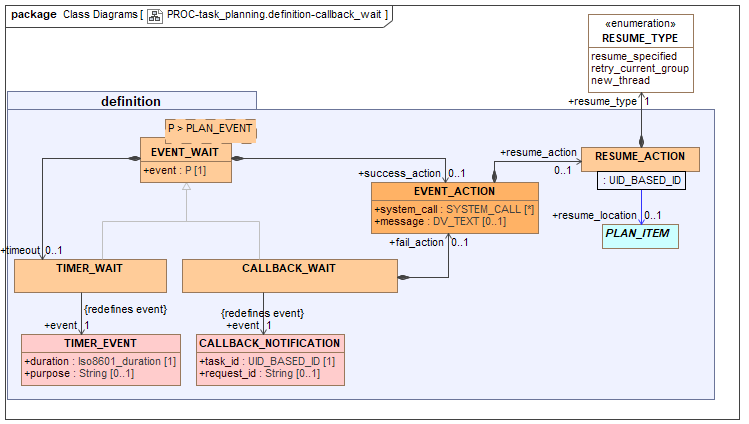 package Class Diagrams [ PROC-task_planning.definition-callback_wait ]
«enumeration»
RESUME_TYPE
resume_specified
retry_current_group
new_thread
+resume_type 1
definition
P > PLAN_EVENT
EVENT_WAIT
+event : P [1]
+success_action 0..1
+resume_action
0..1
RESUME_ACTION
: UID_BASED_ID
EVENT_ACTION
+system_call : SYSTEM_CALL [*]
+message : DV_TEXT [0..1]
+resume_location 0..1
PLAN_ITEM
+fail_action 0..1
+timeout 0..1
TIMER_WAIT
CALLBACK_WAIT
{redefines event}
+event 1
{redefines event}
+event 1
TIMER_EVENT
+duration : Iso8601_duration [1]
+purpose : String [0..1]
CALLBACK_NOTIFICATION
+task_id : UID_BASED_ID [1]
+request_id : String [0..1]